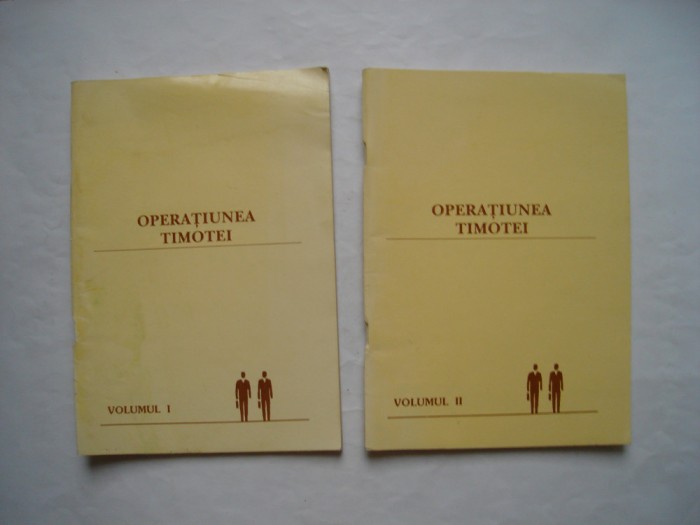 OPERAȚIUNEA
TIMOTEI
VOLUMUL I
OPERAȚIUNEA
TIMOTEI
VOLUMUL II